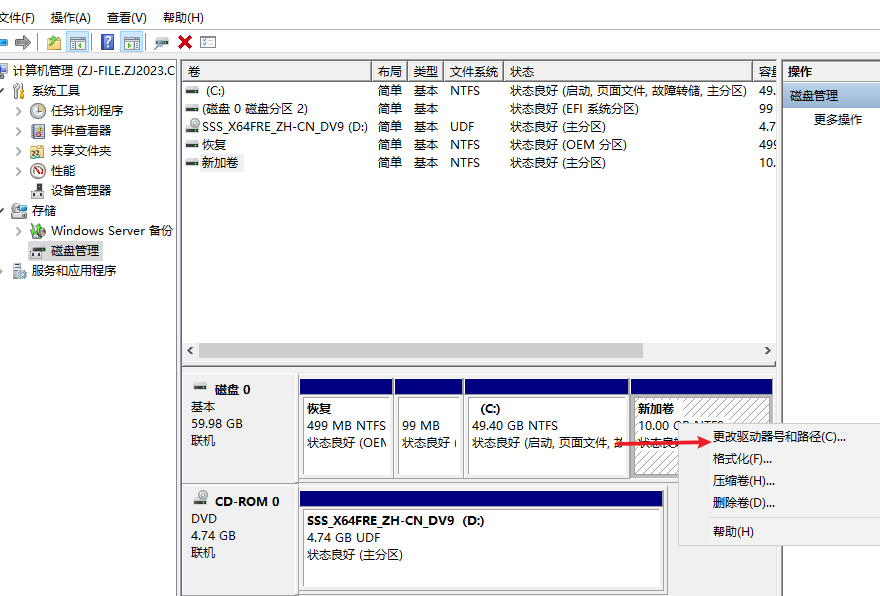 文件(F) 操作(A) 查看(V) 帮助(H)
计算机管理 (ZJ-FILE.ZJ2023.C
系统工具
任务计划程序
事件查看器
共享文件夹
性能
设备管理器
存储
Windows Server 备份
磁盘管理
服务和应用程序
卷 布局 类型 文件系统 状态 容量
(C:) 简单 基本 NTFS 状态良好 (启动, 页面文件, 故障转储, 主分区) 49.
(磁盘 0 磁盘分区 2) 简单 基本 状态良好 (EFI 系统分区) 99
SSS_X64FRE_ZH-CN_DV9 (D:) 简单 基本 UDF 状态良好 (主分区) 4.7
恢复 简单 基本 NTFS 状态良好 (OEM 分区) 499
新加卷 简单 基本 NTFS 状态良好 (主分区) 10.
操作
磁盘管理
更多操作
磁盘 0
基本
59.98 GB
联机
恢复
499 MB NTFS
状态良好 (OEM
99 MB
状态良好 (
(C:)
49.40 GB NTFS
状态良好 (启动, 页面文件, 故
新加卷
10.00 GB NTFS
状态良好
更改驱动器号和路径(C)...
格式化(F)...
压缩卷(H)...
删除卷(D)...
帮助(H)
CD-ROM 0
DVD
4.74 GB
联机
SSS_X64FRE_ZH-CN_DV9 (D:)
4.74 GB UDF
状态良好 (主分区)